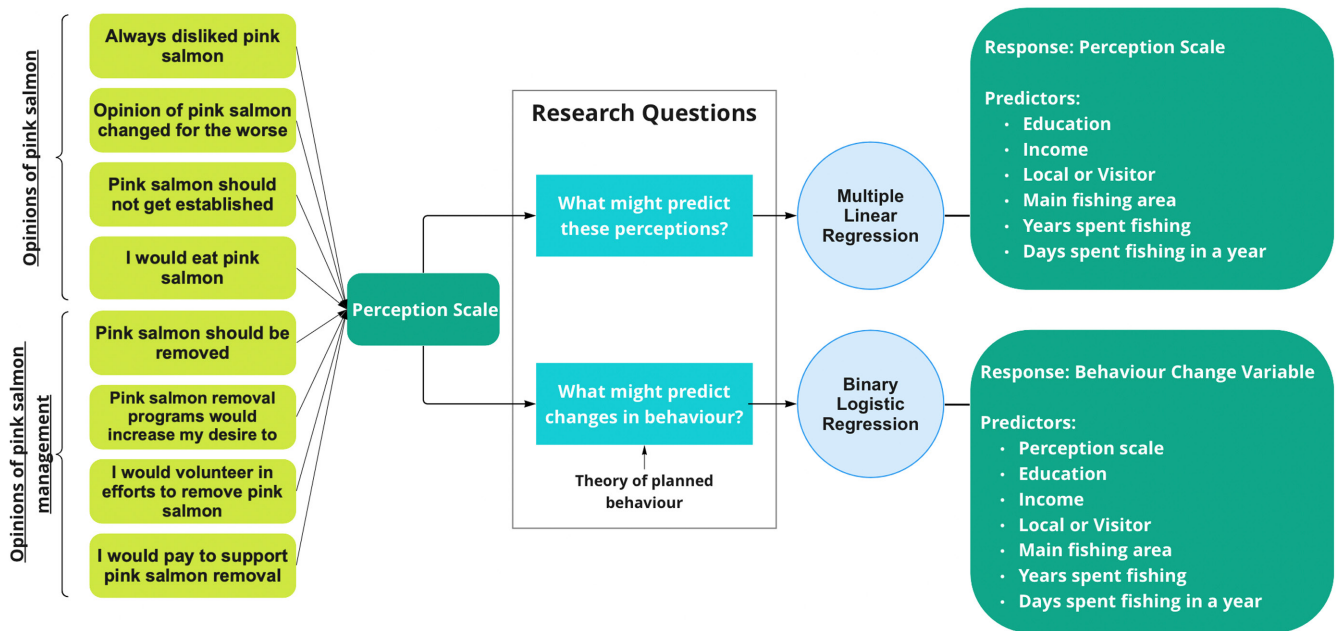 Opinions of pink salmon
Always disliked pink
salmon
Opinion of pink salmon
changed for the worse
Pink salmon should
not get established
I would eat pink
salmon
Opinions of pink salmon
management
Pink salmon should be
removed
Pink salmon removal
programs would
increase my desire to
I would volunteer in
efforts to remove pink
salmon
I would pay to support
pink salmon removal
Perception Scale
Research Questions
What might predict
these perceptions?
What might predict
changes in behaviour?
Theory of planned
behaviour
Multiple
Linear
Regression
Binary
Logistic
Regression
Response: Perception Scale
Predictors:
• Education
• Income
• Local or Visitor
• Main fishing area
• Years spent fishing
• Days spent fishing in a year
Response: Behaviour Change Variable
Predictors:
• Perception scale
• Education
• Income
• Local or Visitor
• Main fishing area
• Years spent fishing
• Days spent fishing in a year